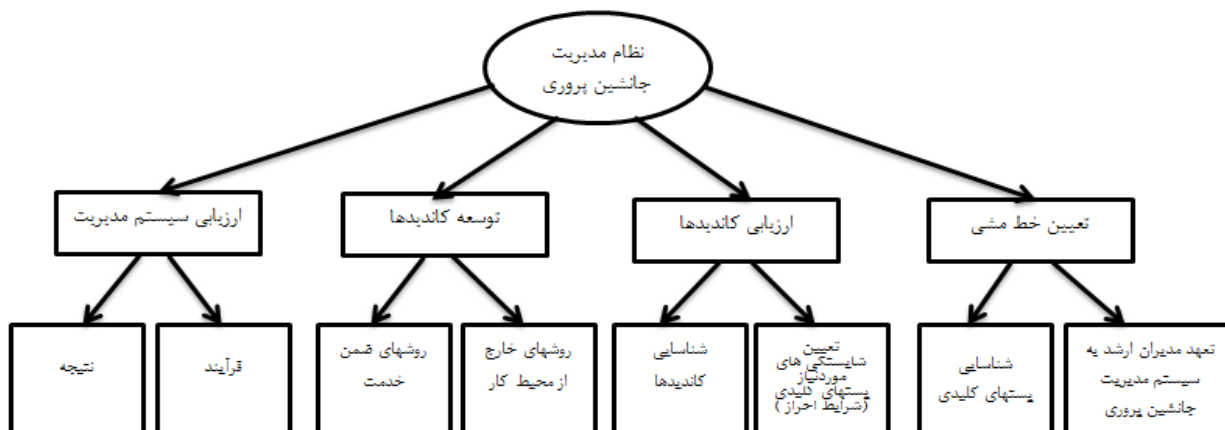 نظام مدیریت
جانشین پروری
تعیین خط مشی
ارزیابی کاندیدها
توسعه کاندیدها
ارزیابی سیستم مدیریت
تعهد مدیران ارشد به
سیستم مدیریت
جانشین پروری
شناسایی
پستهای کلیدی
تعیین
شایستگی های
موردنیاز
پستهای کلیدی
(شرایط احراز )
شناسایی
کاندیدها
روشهای خارج
از محیط کار
روشهای ضمن
خدمت
قرآیند
نتیجه